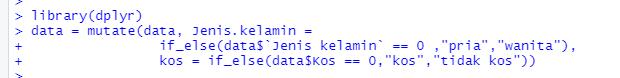 >
> library(dplyr)
> data = mutate(data, Jenis.kelamin =
+ if_else(data$`Jenis kelamin` == 0 ,"pria","wanita"),
+ kos = if_else(data$Kos == 0,"kos","tidak kos"))
>